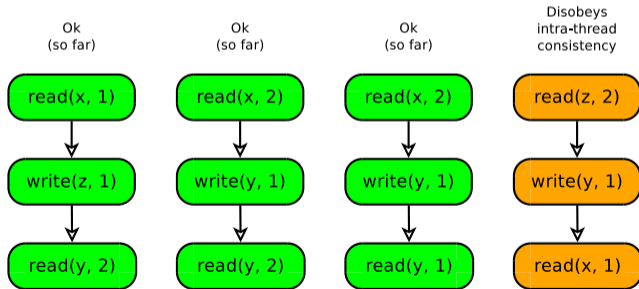 Ok
(so far)
read(x, 1)
write(z, 1)
read(y, 2)
Ok
(so far)
read(x, 2)
write(y, 1)
read(y, 2)
Ok
(so far)
read(x, 2)
write(y, 1)
read(y, 1)
Disobeys
intra-thread
consistency
read(z, 2)
write(y, 1)
read(x, 1)